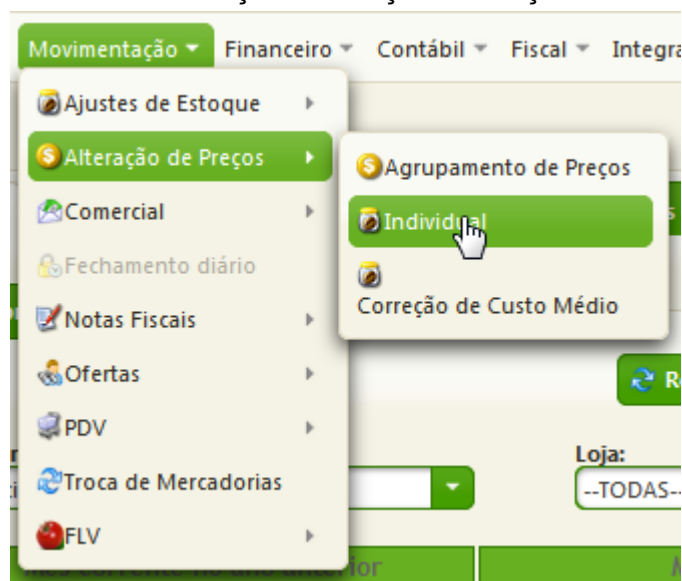 Movimentação Financeiro Contábil Fiscal
Ajustes de Estoque
Alteração de Preços
Agrupamento de Preços
Comercial
Individual
Fechamento diário
Correção de Custo Médio
Notas Fiscais
Ofertas
PDV
Loja:
Troca de Mercadorias
--TODAS--
FLV